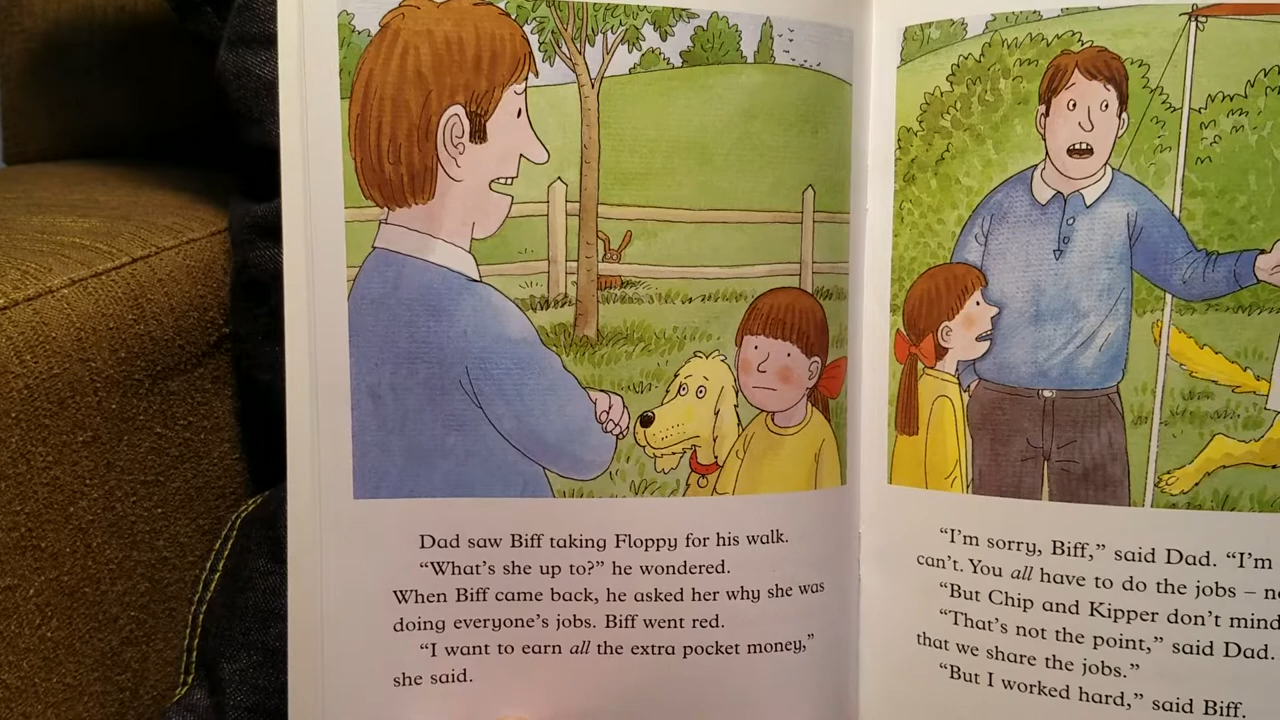 Dad saw Biff taking Floppy for his walk.
“What's she up to?” he wondered.
When Biff came back, he asked her why she was
doing everyone's jobs. Biff went red.
“I want to earn all the extra pocket money,”
she said.
“I'm sorry, Biff,” said Dad. “I'm
can't. You all have to do the jobs –
“But Chip and Kipper don't mind
“That's not the point,” said Dad.
that we share the jobs.”
“But I worked hard,” said Biff.